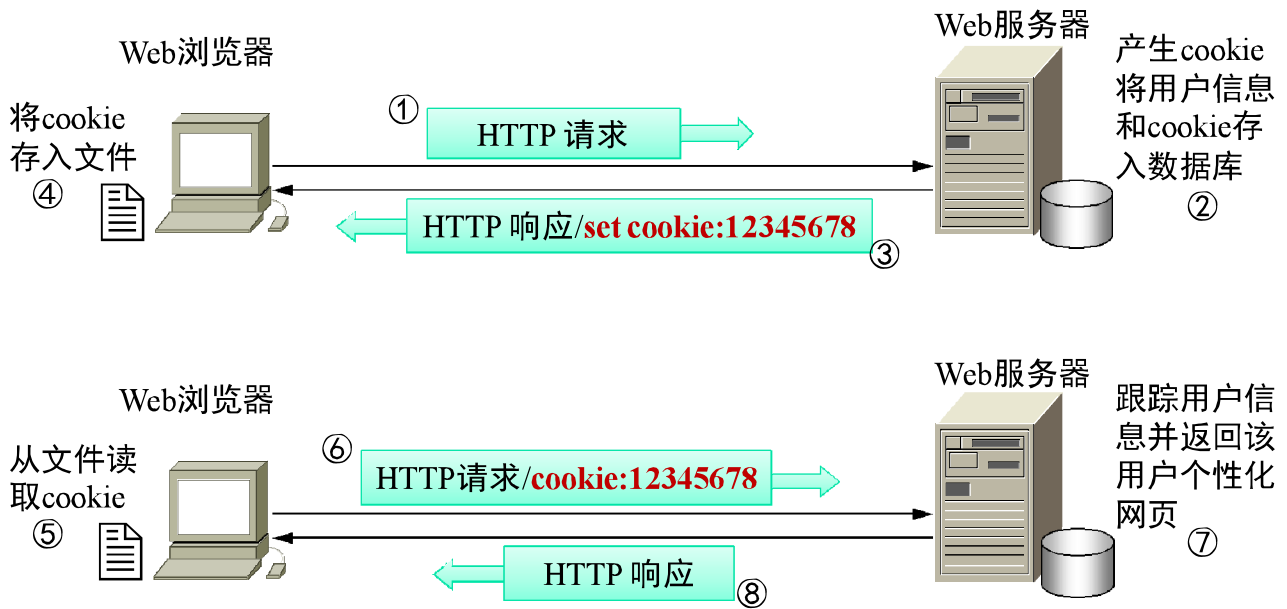 Web浏览器
Web服务器
将cookie
存入文件
④
①
HTTP 请求
产生cookie
将用户信息
和cookie存
入数据库
②
HTTP 响应/set cookie:12345678
③
Web浏览器
Web服务器
从文件读
取cookie
⑤
⑥
HTTP请求/cookie:12345678
跟踪用户信
息并返回该
用户个性化
网页
⑦
HTTP 响应
⑧